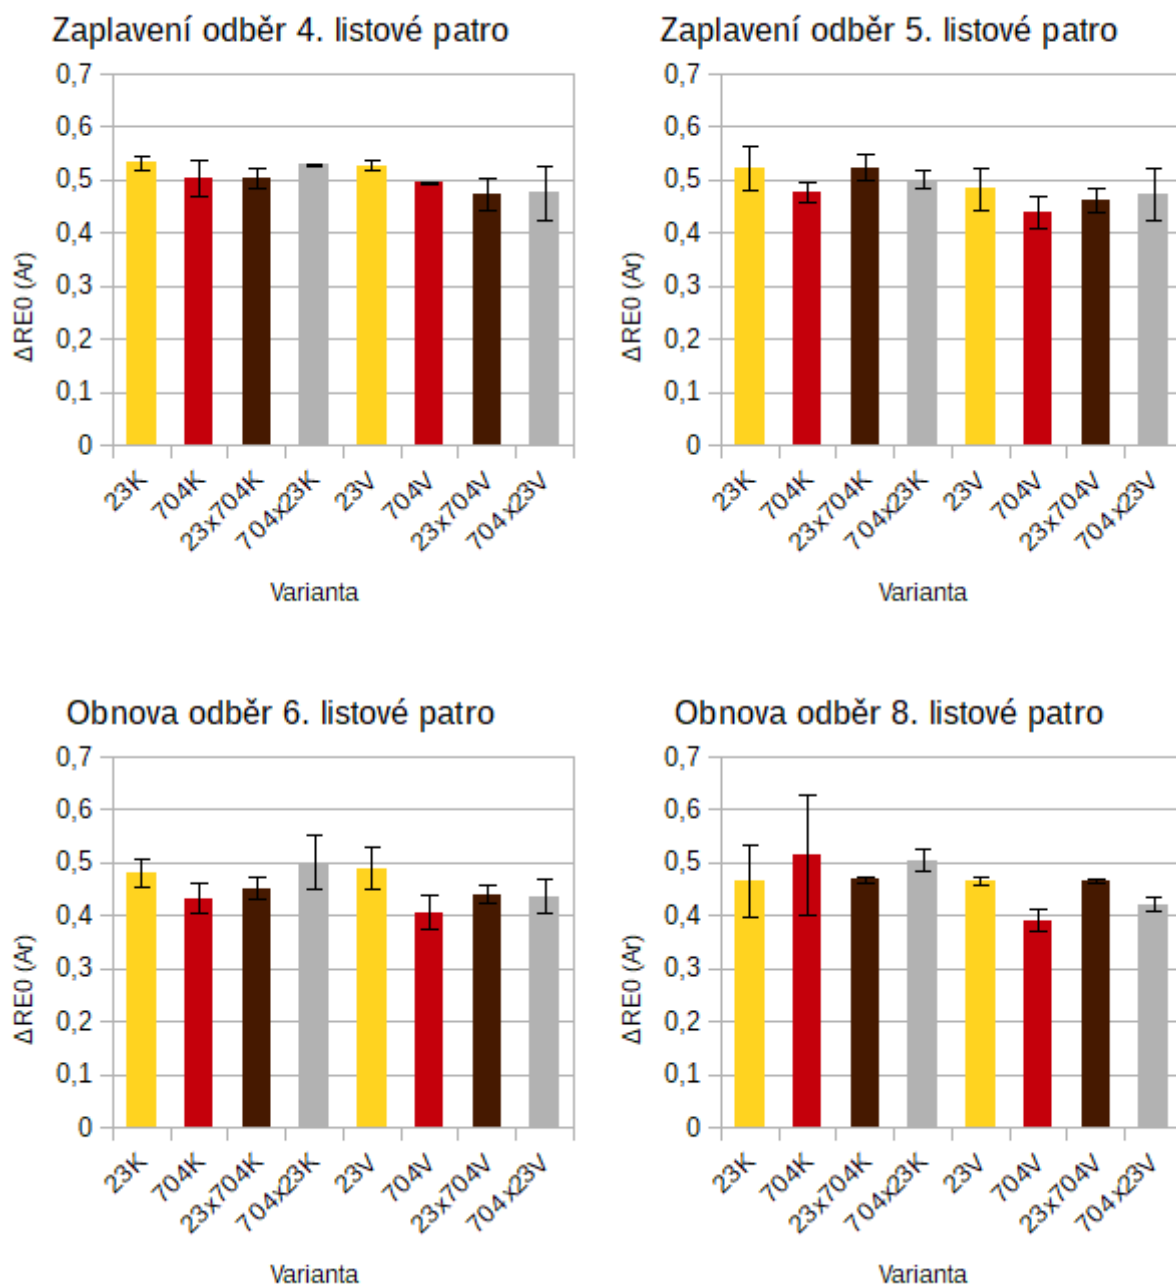 Zaplavení odběr 4. listové patro
0,7
0,6
0,5
0,4
0,3
0,2
0,1
0
ΔRE0 (Ar)
23K
704K
23x704K
704x23K
23V
704V
23x704V
704x23V
Varianta
Zaplavení odběr 5. listové patro
0,7
0,6
0,5
0,4
0,3
0,2
0,1
0
ΔRE0 (Ar)
23K
704K
23x704K
704x23K
23V
704V
23x704V
704x23V
Varianta
Obnova odběr 6. listové patro
0,7
0,6
0,5
0,4
0,3
0,2
0,1
0
ΔRE0 (Ar)
23K
704K
23x704K
704x23K
23V
704V
23x704V
704x23V
Varianta
Obnova odběr 8. listové patro
0,7
0,6
0,5
0,4
0,3
0,2
0,1
0
ΔRE0 (Ar)
23K
704K
23x704K
704x23K
23V
704V
23x704V
704x23V
Varianta